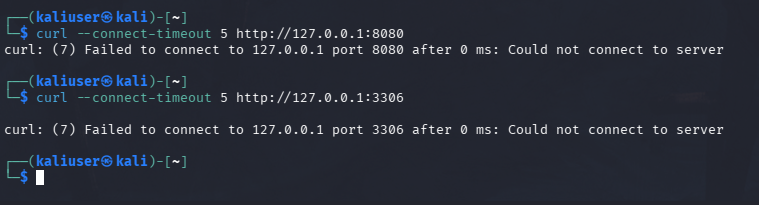 ┌──(kaliuser㉿kali)-[~]
└─$ curl --connect-timeout 5 http://127.0.0.1:8080
curl: (7) Failed to connect to 127.0.0.1 port 8080 after 0 ms: Could not connect to server
┌──(kaliuser㉿kali)-[~]
└─$ curl --connect-timeout 5 http://127.0.0.1:3306
curl: (7) Failed to connect to 127.0.0.1 port 3306 after 0 ms: Could not connect to server
┌──(kaliuser㉿kali)-[~]
└─$